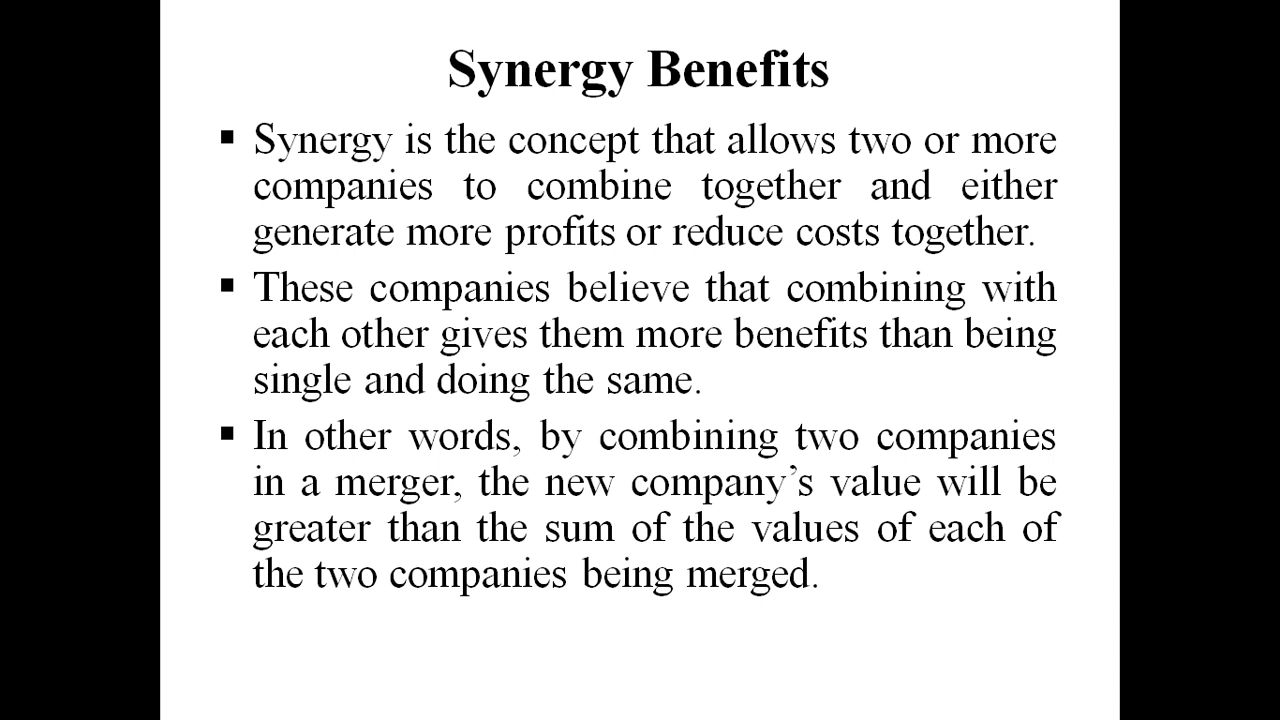 Synergy Benefits
▪ Synergy is the concept that allows two or more
companies to combine together and either
generate more profits or reduce costs together.
▪ These companies believe that combining with
each other gives them more benefits than being
single and doing the same.
▪ In other words, by combining two companies
in a merger, the new company’s value will be
greater than the sum of the values of each of
the two companies being merged.